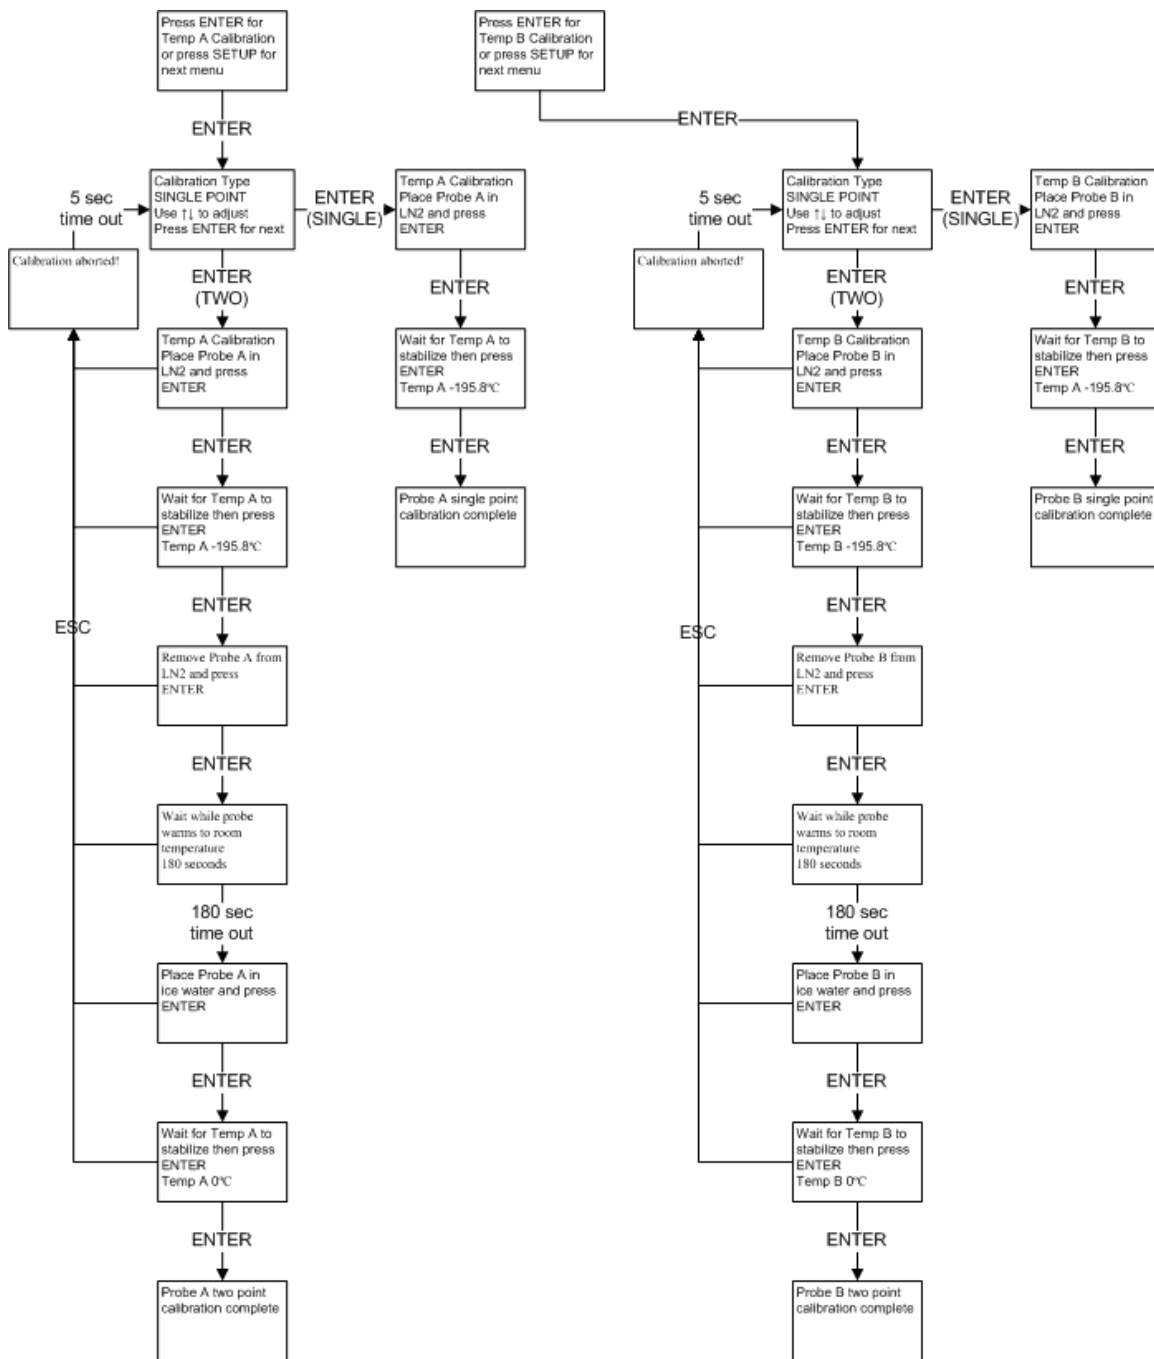 Press ENTER for
Temp A Calibration
or press SETUP for
next menu
ENTER
Calibration Type
SINGLE POINT
Use ↑↓ to adjust
Press ENTER for next
5 sec
time out
Calibration aborted!
ENTER
(SINGLE)
Temp A Calibration
Place Probe A in
LN2 and press
ENTER
ENTER
Wait for Temp A to
stabilize then press
ENTER
Temp A -195.8℃
ENTER
Probe A single point
calibration complete
ENTER
(TWO)
Temp A Calibration
Place Probe A in
LN2 and press
ENTER
ENTER
Wait for Temp A to
stabilize then press
ENTER
Temp A -195.8℃
ENTER
ESC
Remove Probe A from
LN2 and press
ENTER
ENTER
Wait while probe
warms to room
temperature
180 seconds
180 sec
time out
Place Probe A in
ice water and press
ENTER
ENTER
Wait for Temp A to
stabilize then press
ENTER
Temp A 0℃
ENTER
Probe A two point
calibration complete
Press ENTER for
Temp B Calibration
or press SETUP for
next menu
ENTER
Calibration Type
SINGLE POINT
Use ↑↓ to adjust
Press ENTER for next
5 sec
time out
Calibration aborted!
ENTER
(SINGLE)
Temp B Calibration
Place Probe B in
LN2 and press
ENTER
ENTER
Wait for Temp B to
stabilize then press
ENTER
Temp A -195.8℃
ENTER
Probe B single point
calibration complete
ENTER
(TWO)
Temp B Calibration
Place Probe B in
LN2 and press
ENTER
ENTER
Wait for Temp B to
stabilize then press
ENTER
Temp B -195.8℃
ENTER
ESC
Remove Probe B from
LN2 and press
ENTER
ENTER
Wait while probe
warms to room
temperature
180 seconds
180 sec
time out
Place Probe B in
ice water and press
ENTER
ENTER
Wait for Temp B to
stabilize then press
ENTER
Temp B 0℃
ENTER
Probe B two point
calibration complete